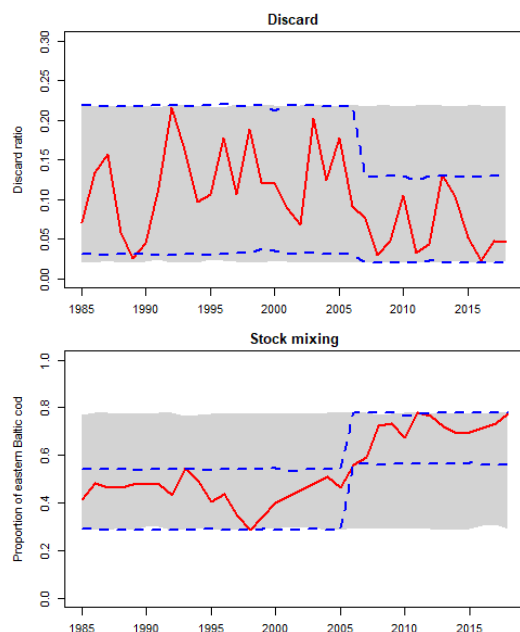 Discard
Discard ratio
0.30
0.25
0.20
0.15
0.10
0.05
0.00
1985 1990 1995 2000 2005 2010 2015
Stock mixing
Proportion of eastern Baltic cod
1.0
0.8
0.6
0.4
0.2
0.0
1985 1990 1995 2000 2005 2010 2015